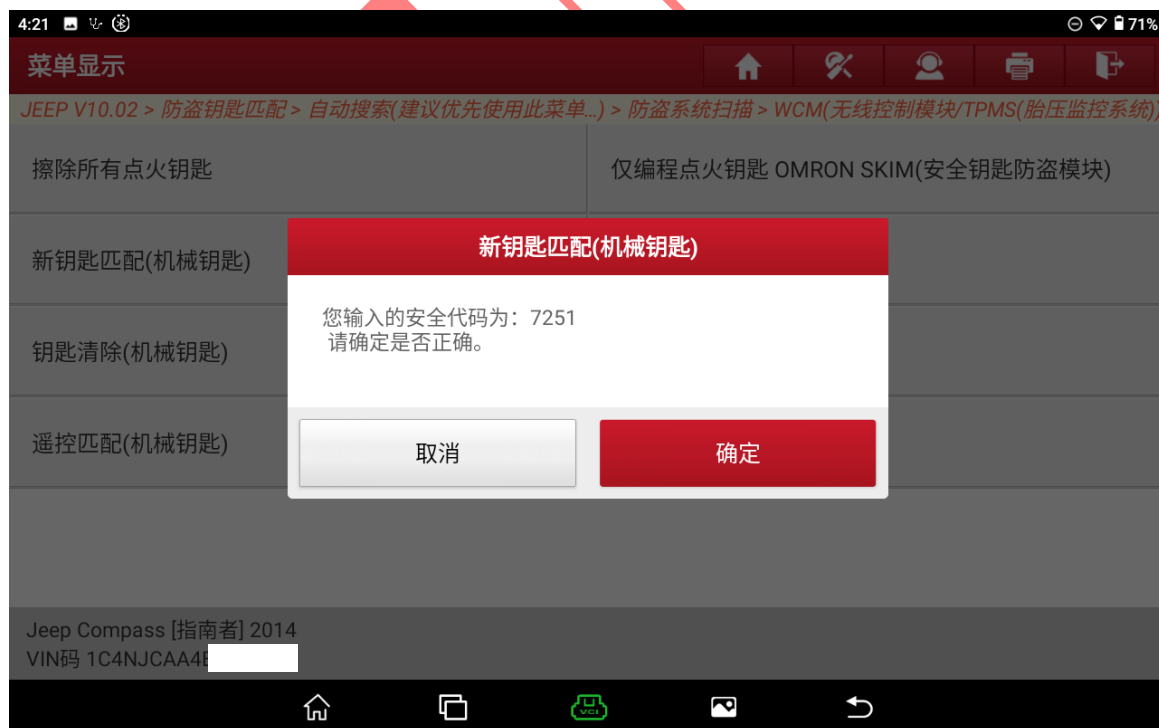 4:21
71%
菜单显示
JEEP V10.02 > 防盗钥匙匹配 > 自动搜索(建议优先使用此菜单...) > 防盗系统扫描 > WCM(无线控制模块/TPMS(胎压监控系统))
擦除所有点火钥匙
仅编程点火钥匙 OMRON SKIM(安全钥匙防盗模块)
新钥匙匹配(机械钥匙)
新钥匙匹配(机械钥匙)
您输入的安全代码为：7251
请确定是否正确。
钥匙清除(机械钥匙)
遥控匹配(机械钥匙)
取消
确定
Jeep Compass [指南者] 2014
VIN码 1C4NJCAA4
VCI